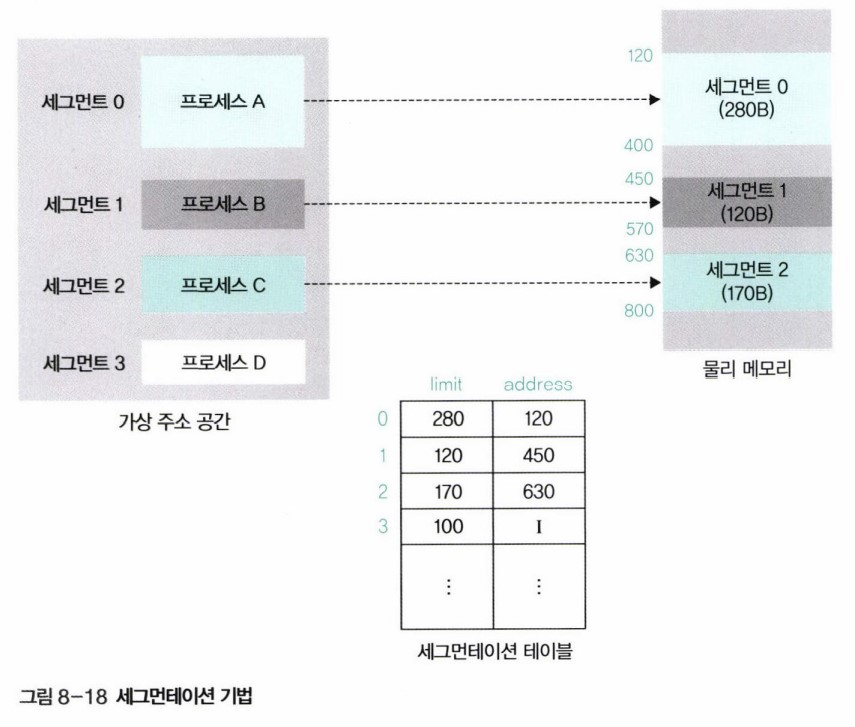 세그먼트 0 프로세스 A
세그먼트 1 프로세스 B
세그먼트 2 프로세스 C
세그먼트 3 프로세스 D
가상 주소 공간
120
세그먼트 0
(280B)
400
450
세그먼트 1
(120B)
570
630
세그먼트 2
(170B)
800
물리 메모리
limit address
0 280 120
1 120 450
2 170 630
3 100 I
⋮ ⋮
세그먼테이션 테이블
그림 8-18 세그먼테이션 기법